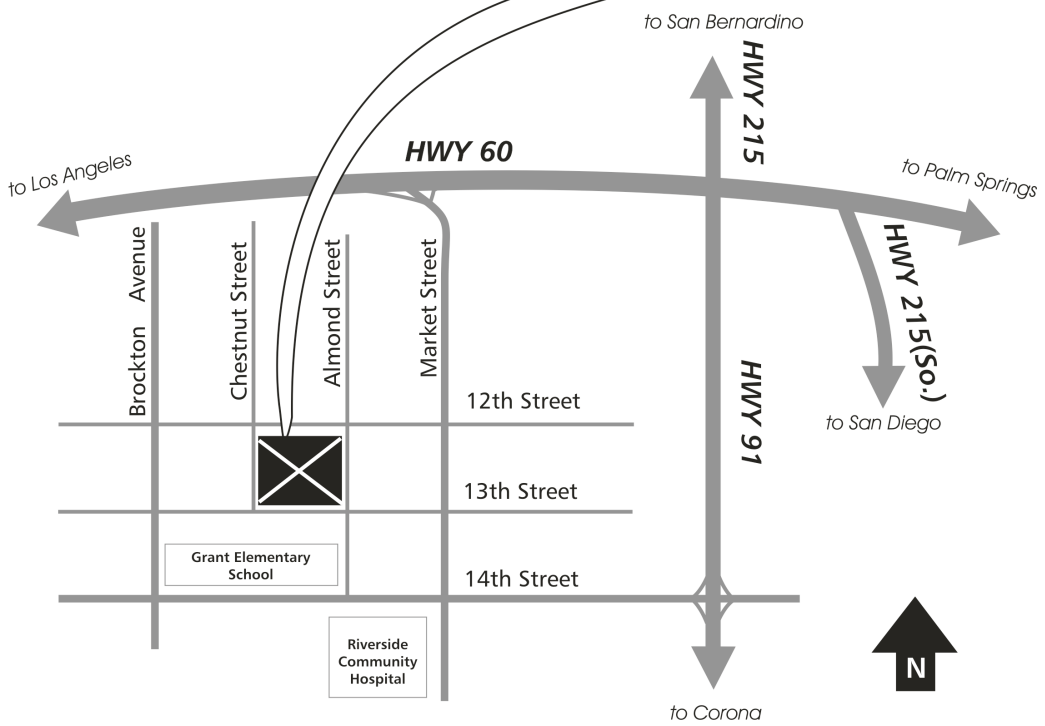 to San Bernardino
HWY 215
HWY 60
to Los Angeles
to Palm Springs
Brockton Avenue
Chestnut Street
Almond Street
Market Street
HWY 215(So.)
to San Diego
HWY 91
12th Street
13th Street
14th Street
Grant Elementary
School
Riverside
Community
Hospital
N
to Corona